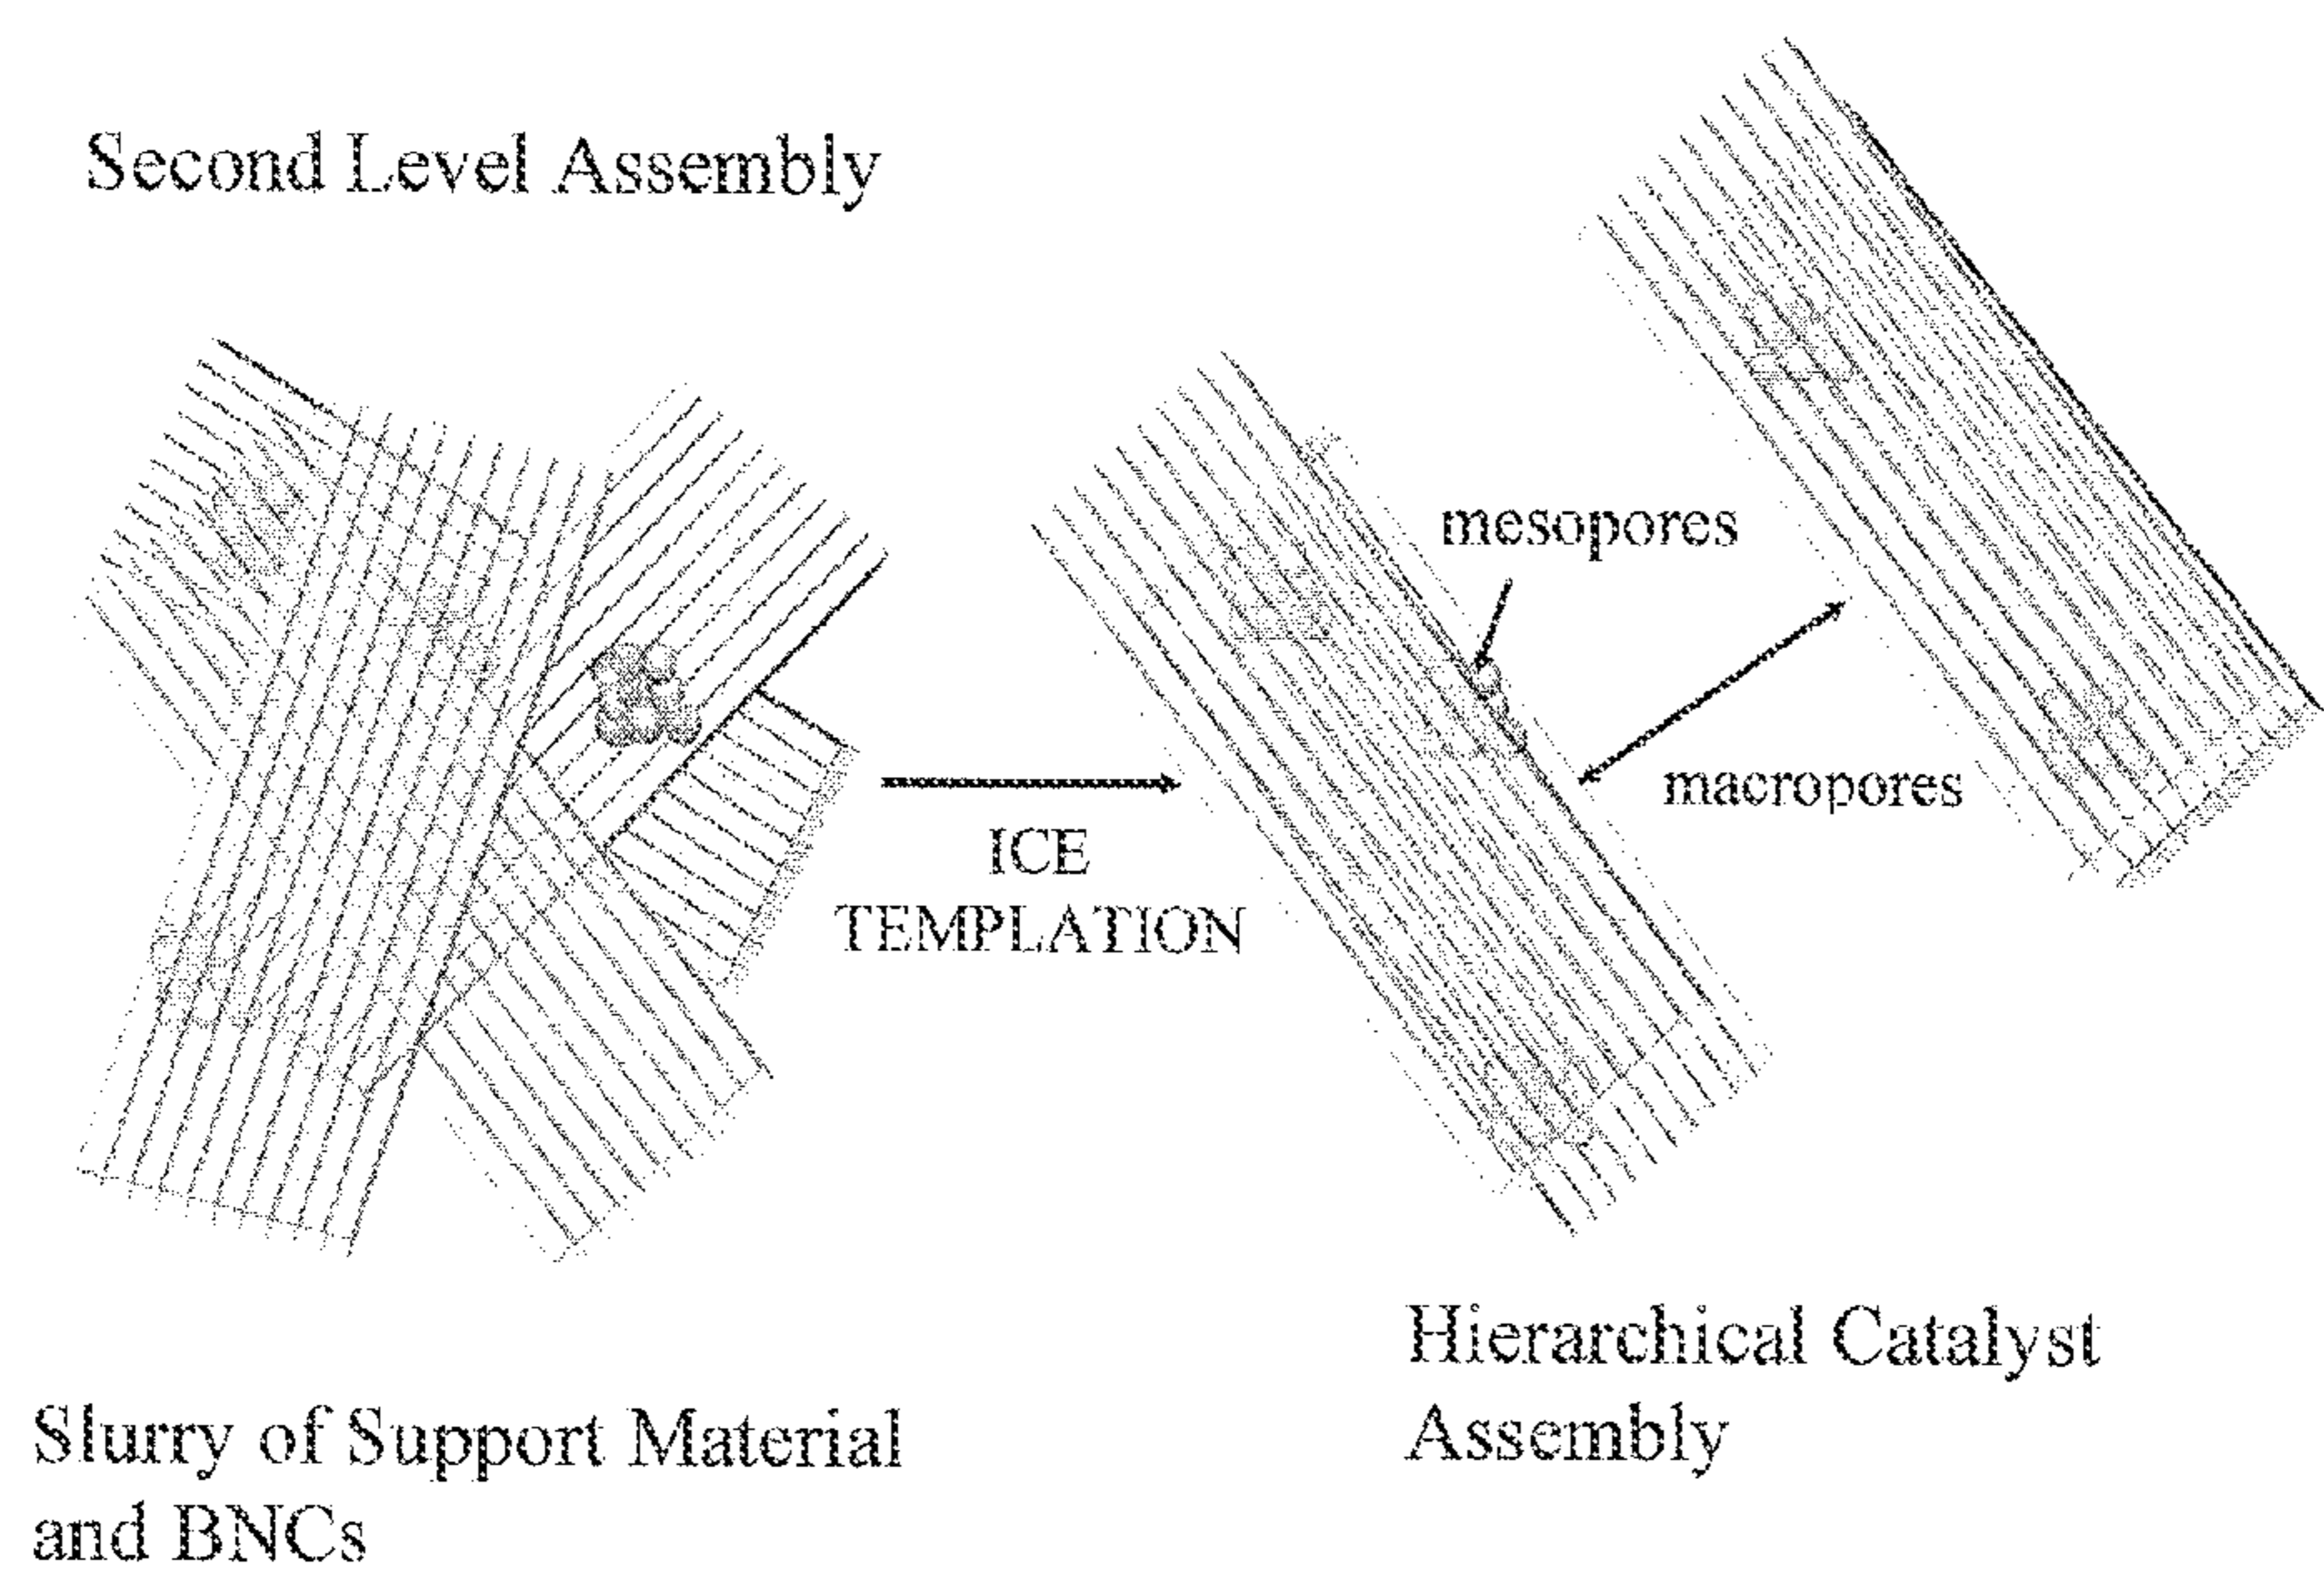 Second Level Assembly
mesopores
macropores
ICE
TEMPLATION
Hierarchical Catalyst
Assembly
Slurry of Support Material
and BNCs